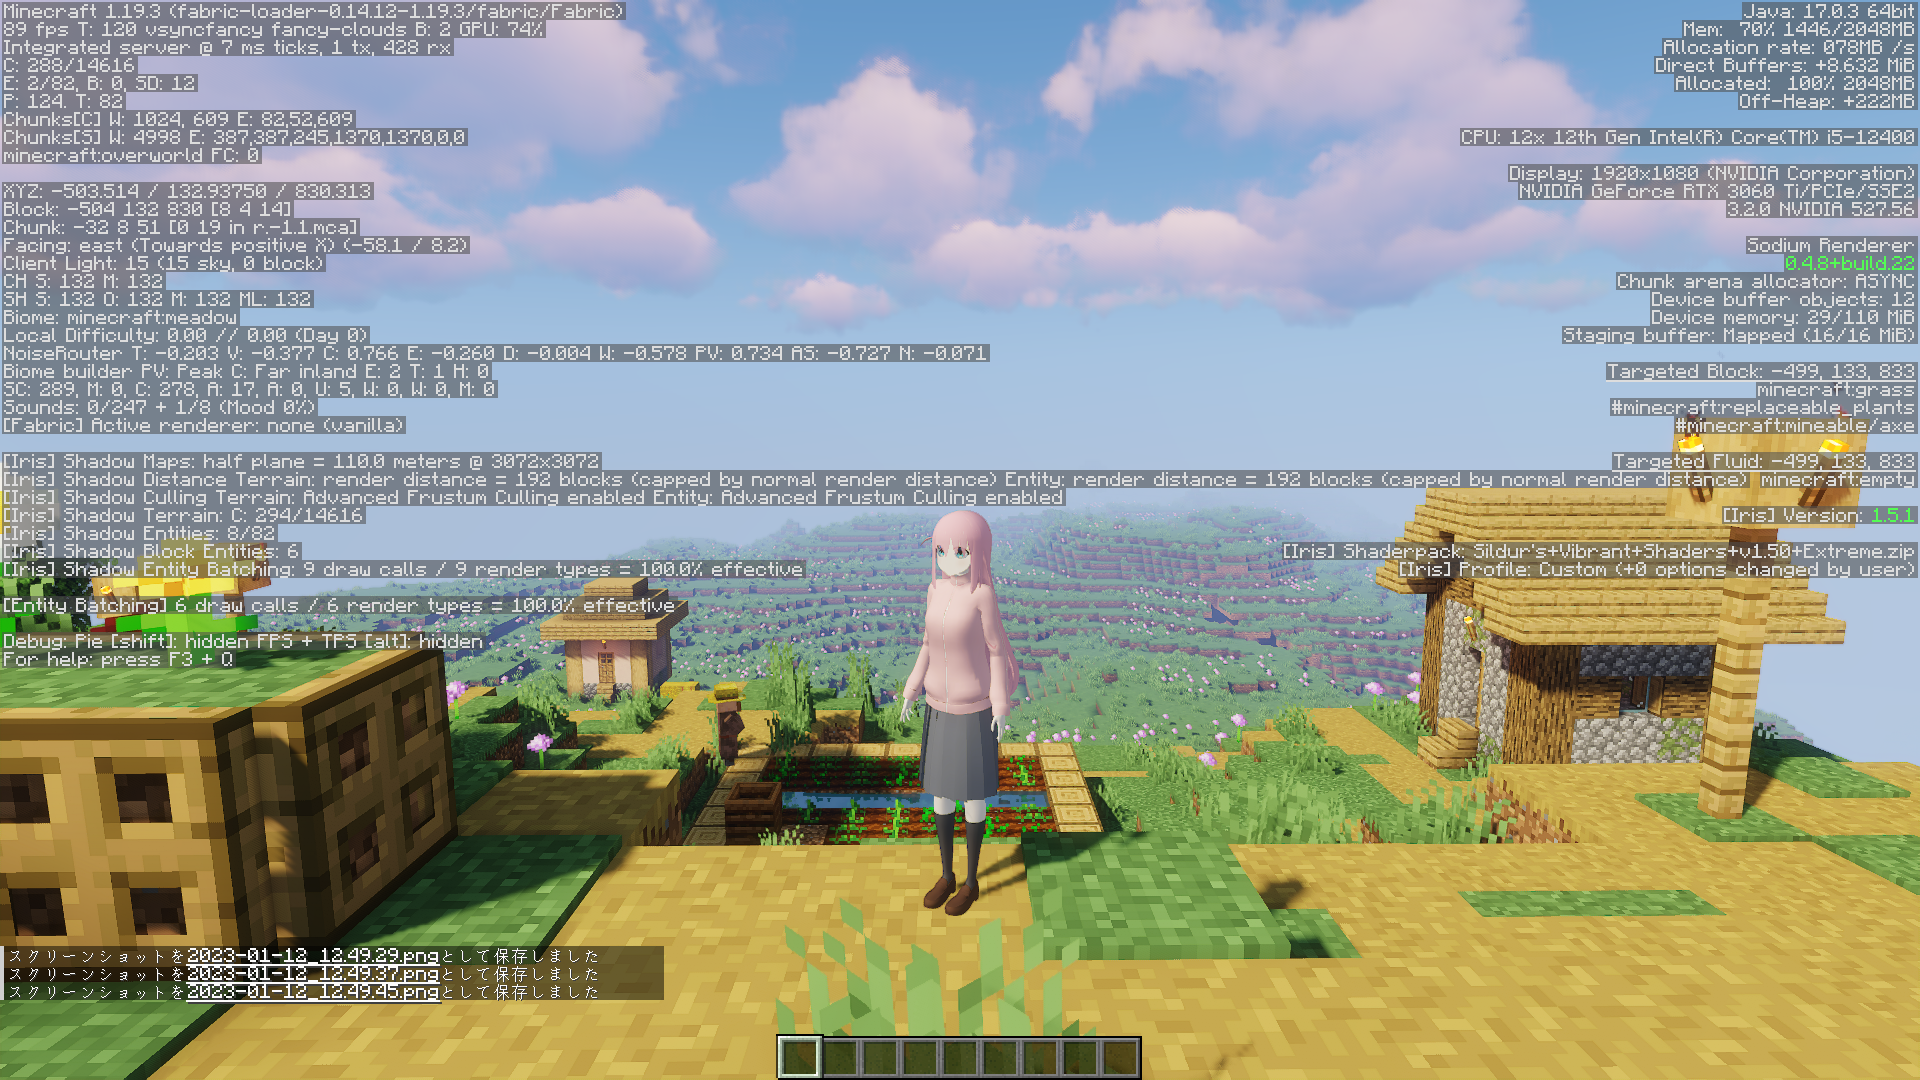 Minecraft 1.19.3 (fabric-loader-0.14.12-1.19.3/fabric/Fabric)
89 fps T: 120 vsyncfancy fancy-clouds B: 2 GPU: 74%
Integrated server @ 7 ms ticks, 1 tx, 428 rx
C: 288/14616
E: 2/82, B: 0, SD: 12
P: 124. T: 82
Chunks[C] W: 1024, 609 E: 82,52,609
Chunks[S] W: 4998 E: 387,387,245,1370,1370,0,0
minecraft:overworld FC: 0
XYZ: -503.514 / 132.93750 / 830.313
Block: -504 132 830 [8 4 14]
Chunk: -32 8 51 [0 19 in r.-1.1.mca]
Facing: east (Towards positive X) (-58.1 / 8.2)
Client Light: 15 (15 sky, 0 block)
CH S: 132 M: 132
SH S: 132 O: 132 M: 132 ML: 132
Biome: minecraft:meadow
Local Difficulty: 0.00 // 0.00 (Day 0)
NoiseRouter T: -0.203 V: -0.377 C: 0.766 E: -0.260 D: -0.004 W: -0.578 PV: 0.734 AS: -0.727 N: -0.071
Biome builder PV: Peak C: Far inland E: 2 T: 1 H: 0
SC: 289, M: 0, C: 278, A: 17, A: 0, U: 5, W: 0, W: 0, M: 0
Sounds: 0/247 + 1/8 (Mood 0%)
[Fabric] Active renderer: none (vanilla)
[Iris] Shadow Maps: half plane = 110.0 meters @ 3072x3072
[Iris] Shadow Distance Terrain: render distance = 192 blocks (capped by normal render distance) Entity: render distance = 192 blocks (capped by normal render distance)
[Iris] Shadow Culling Terrain: Advanced Frustum Culling enabled Entity: Advanced Frustum Culling enabled
[Iris] Shadow Terrain: C: 294/14616
[Iris] Shadow Entities: 8/82
[Iris] Shadow Block Entities: 6
[Iris] Shadow Entity Batching: 9 draw calls / 9 render types = 100.0% effective
[Entity Batching] 6 draw calls / 6 render types = 100.0% effective
Debug: Pie [shift]: hidden FPS + TPS [alt]: hidden
For help: press F3 + Q
Java: 17.0.3 64bit
Mem: 70% 1446/2048MB
Allocation rate: 078MB /s
Direct Buffers: +8.632 MiB
Allocated: 100% 2048MB
Off-Heap: +222MB
CPU: 12x 12th Gen Intel(R) Core(TM) i5-12400
Display: 1920x1080 (NVIDIA Corporation)
NVIDIA GeForce RTX 3060 Ti/PCIe/SSE2
3.2.0 NVIDIA 527.56
Sodium Renderer
0.4.8+build.22
Chunk arena allocator: ASYNC
Device buffer objects: 12
Device memory: 29/110 MiB
Staging buffer: Mapped (16/16 MiB)
Targeted Block: -499, 133, 833
minecraft:grass
#minecraft:replaceable_plants
#minecraft:mineable/axe
Targeted Fluid: -499, 133, 833
minecraft:empty
[Iris] Version: 1.5.1
[Iris] Shaderpack: Sildur's+Vibrant+Shaders+v1.50+Extreme.zip
[Iris] Profile: Custom (+0 options changed by user)
スクリーンショットを2023-01-12_12.49.29.pngとして保存しました
スクリーンショットを2023-01-12_12.49.37.pngとして保存しました
スクリーンショットを2023-01-12_12.49.45.pngとして保存しました